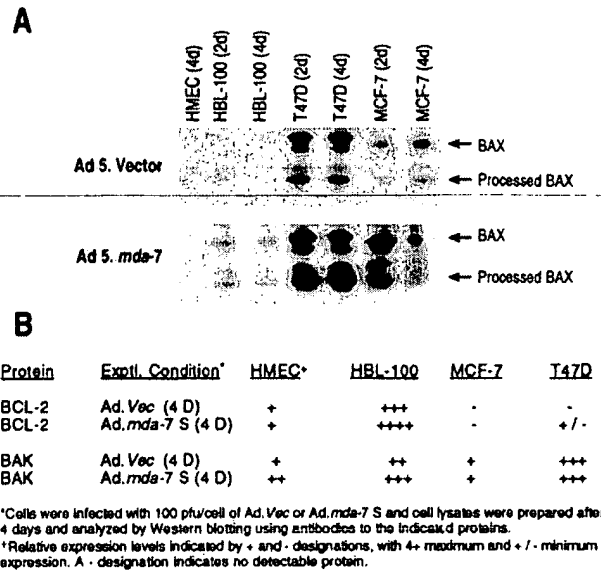 A
HMEC (4d)
HBL-100 (2d)
HBL-100 (4d)
T47D (2d)
T47D (4d)
MCF-7 (2d)
MCF-7 (4d)
Ad 5. Vector
BAX
Processed BAX
Ad 5. mda-7
BAX
Processed BAX
B
Protein Exptl. Condition* HMEC+ HBL-100 MCF-7 T47D
BCL-2 Ad.Vec (4 D) + +++ - -
BCL-2 Ad.mda-7 S (4 D) + ++++ - + / -
BAK Ad.Vec (4 D) + ++ + +++
BAK Ad.mda-7 S (4 D) ++ +++ + +++
*Cells were infected with 100 pfu/cell of Ad.Vec or Ad.mda-7 S and cell lysates were prepared afte
4 days and analyzed by Western blotting using antibodies to the indicated proteins.
+Relative expression levels indicated by + and - designations, with 4+ maximum and + / - minimum
expression. A - designation indicates no detectable protein.